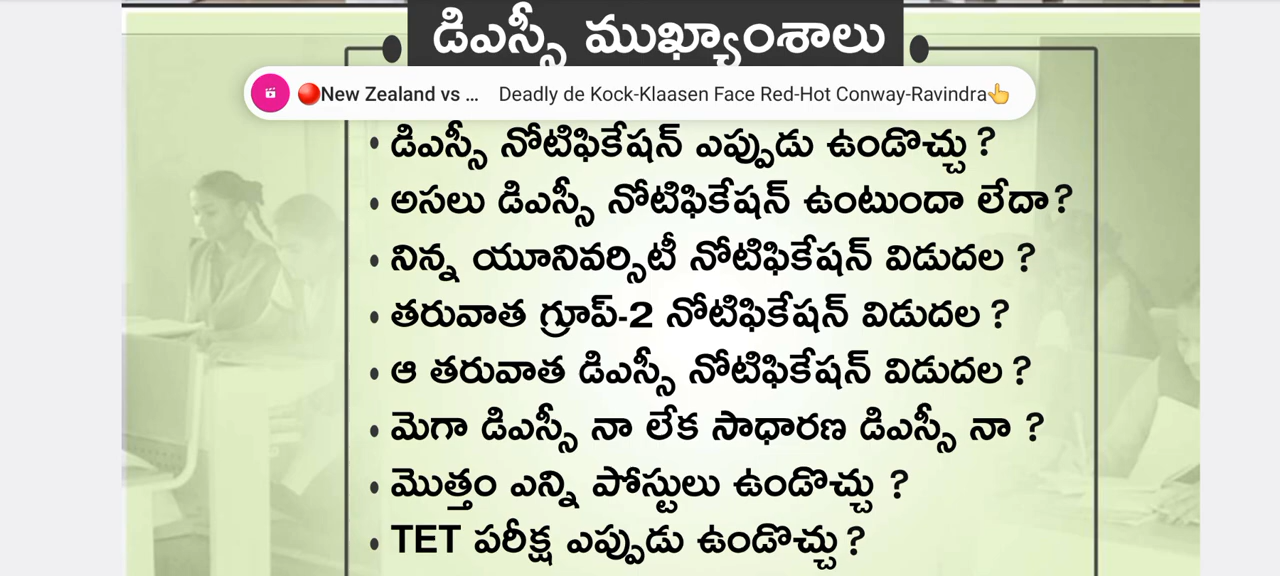 డిఎస్సీ ముఖ్యాంశాలు
New Zealand vs ... Deadly de Kock-Klaasen Face Red-Hot Conway-Ravindra
• డిఎస్సీ నోటిఫికేషన్ ఎప్పుడు ఉండొచ్చు ?
• అసలు డిఎస్సీ నోటిఫికేషన్ ఉంటుందా లేదా?
• నిన్న యూనివర్సిటీ నోటిఫికేషన్ విడుదల ?
• తరువాత గ్రూప్-2 నోటిఫికేషన్ విడుదల ?
• ఆ తరువాత డిఎస్సీ నోటిఫికేషన్ విడుదల ?
• మెగా డిఎస్సీ నా లేక సాధారణ డిఎస్సీ నా ?
• మొత్తం ఎన్ని పోస్టులు ఉండొచ్చు ?
• TET పరీక్ష ఎప్పుడు ఉండొచ్చు ?